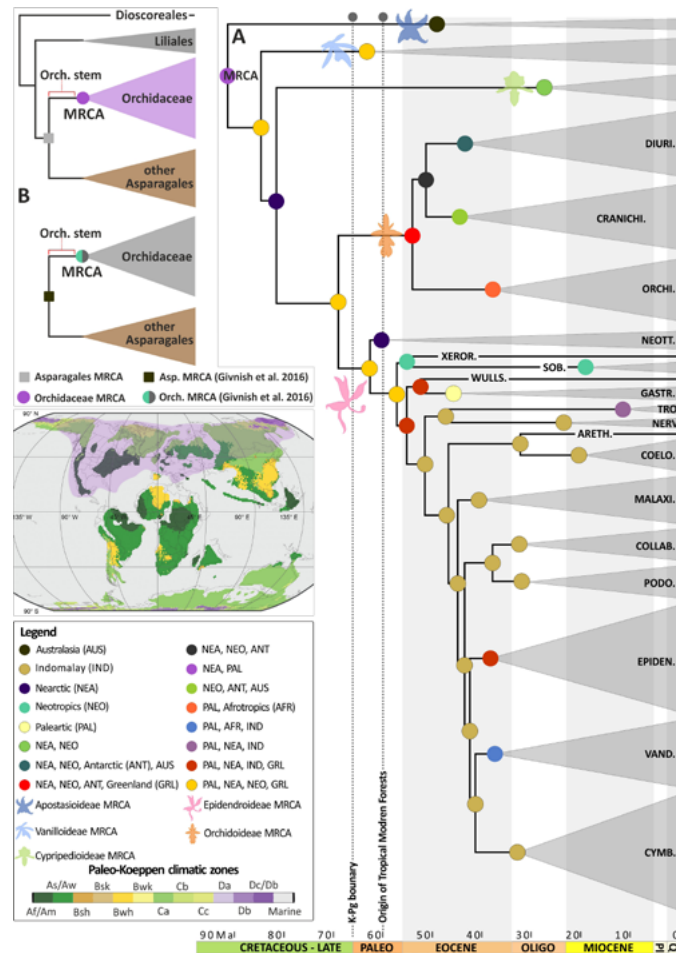 Dioscoreales
Liliales
Orch. stem
Orchidaceae
MRCA
other
Asparagales
B
Orch. stem
Orchidaceae
MRCA
other
Asparagales
Asparagales MRCA
Asp. MRCA (Givnish et al. 2016)
Orchidaceae MRCA
Orch. MRCA (Givnish et al. 2016)
90° N
135° W
90° W
90° E
135° E
90° S
Legend
Australasia (AUS)
Indomalay (IND)
Nearctic (NEA)
Neotropics (NEO)
Paleartic (PAL)
NEA, NEO
NEA, NEO, Antarctic (ANT), AUS
NEA, NEO, ANT, Greenland (GRL)
Apostasioideae MRCA
Vanilloideae MRCA
Cypripedioideae MRCA
NEA, NEO, ANT
NEA, PAL
NEO, ANT, AUS
PAL, Afrotropics (AFR)
PAL, AFR, IND
PAL, NEA, IND
PAL, NEA, IND, GRL
PAL, NEA, NEO, GRL
Epidendroideae MRCA
Orchidoideae MRCA
Paleo-Koeppen climatic zones
As/Aw Bsk Bwk Cb Da Dc/Db
Af/Am Bsh Bwh Ca Cc Db Marine
A
MRCA
DIURI.
CRANICHI.
ORCHI.
NEOTT.
XEROR.
SOB.
WULLS.
GASTR.
TRO
NERV
ARETH.
COELO.
MALAXI.
COLLAB.
PODO.
EPIDEN.
VAND.
CYMB.
K-Pg bounary
Origin of Tropical Modren Forests
90 Ma 80 70 60 50 40 30 20 10 0
CRETACEOUS - LATE PALEO EOCENE OLIGO MIOCENE Pl Q